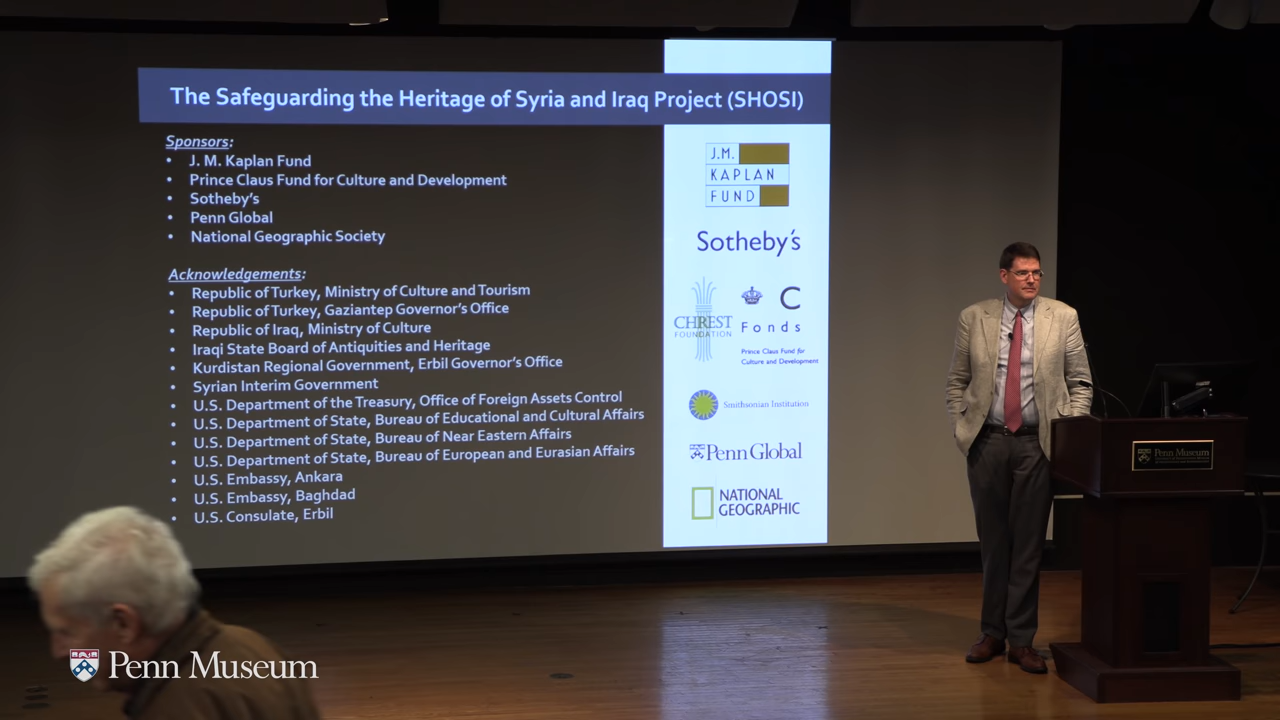 The Safeguarding the Heritage of Syria and Iraq Project (SHOSI)
Sponsors:
• J. M. Kaplan Fund
• Prince Claus Fund for Culture and Development
• Sotheby's
• Penn Global
• National Geographic Society
Acknowledgements:
• Republic of Turkey, Ministry of Culture and Tourism
• Republic of Turkey, Gaziantep Governor's Office
• Republic of Iraq, Ministry of Culture
• Iraqi State Board of Antiquities and Heritage
• Kurdistan Regional Government, Erbil Governor's Office
• Syrian Interim Government
• U.S. Department of the Treasury, Office of Foreign Assets Control
• U.S. Department of State, Bureau of Educational and Cultural Affairs
• U.S. Department of State, Bureau of Near Eastern Affairs
• U.S. Department of State, Bureau of European and Eurasian Affairs
• U.S. Embassy, Ankara
• U.S. Embassy, Baghdad
• U.S. Consulate, Erbil
J.M.
KAPLAN
FUND
Sotheby's
CHREST
FOUNDATION
C
Fonds
Prince Claus Fund for
Culture and Development
Smithsonian Institution
Penn Global
NATIONAL
GEOGRAPHIC
Penn Museum
Penn Museum